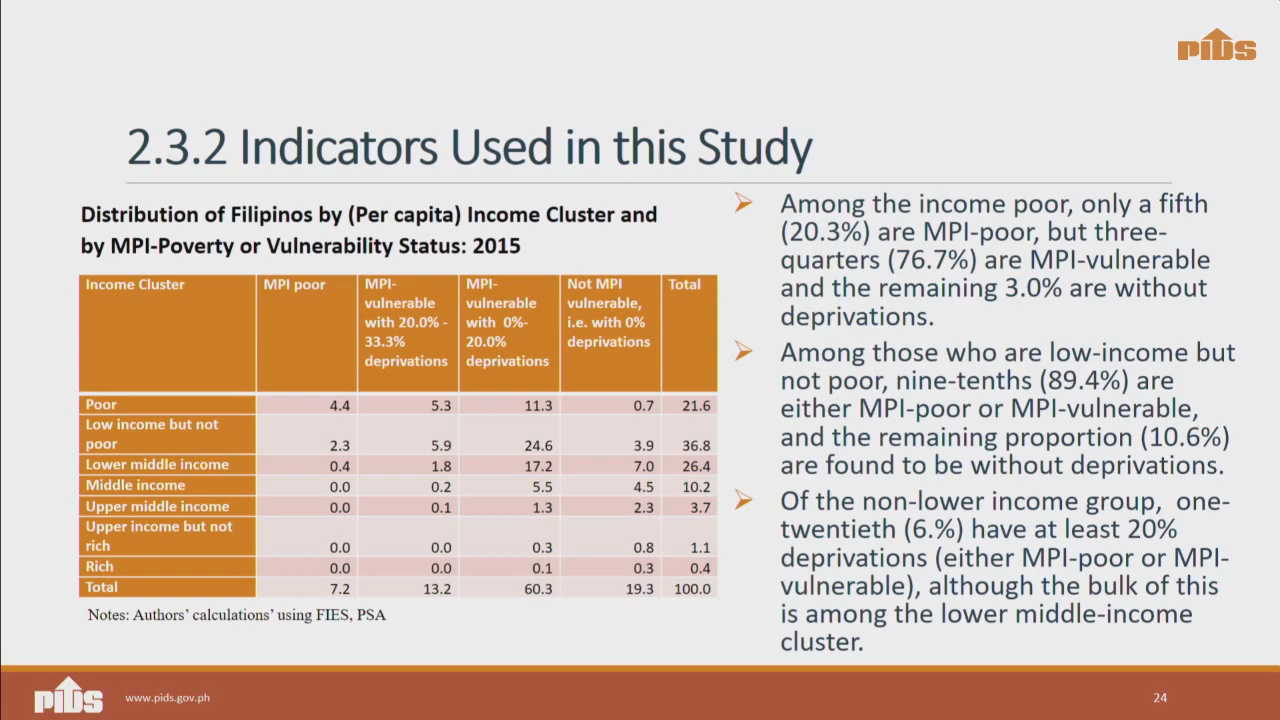 PIDS
2.3.2 Indicators Used in this Study
Distribution of Filipinos by (Per capita) Income Cluster and
by MPI-Poverty or Vulnerability Status: 2015
Income Cluster MPI poor MPI-vulnerable with 20.0% - 33.3% deprivations MPI-vulnerable with 0%-20.0% deprivations Not MPI vulnerable, i.e. with 0% deprivations Total
Poor 4.4 5.3 11.3 0.7 21.6
Low income but not poor 2.3 5.9 24.6 3.9 36.8
Lower middle income 0.4 1.8 17.2 7.0 26.4
Middle income 0.0 0.2 5.5 4.5 10.2
Upper middle income 0.0 0.1 1.3 2.3 3.7
Upper income but not rich 0.0 0.0 0.3 0.8 1.1
Rich 0.0 0.0 0.1 0.3 0.4
Total 7.2 13.2 60.3 19.3 100.0
Notes: Authors' calculations' using FIES, PSA
Among the income poor, only a fifth
(20.3%) are MPI-poor, but three-
quarters (76.7%) are MPI-vulnerable
and the remaining 3.0% are without
deprivations.
Among those who are low-income but
not poor, nine-tenths (89.4%) are
either MPI-poor or MPI-vulnerable,
and the remaining proportion (10.6%)
are found to be without deprivations.
Of the non-lower income group, one-
twentieth (6.%) have at least 20%
deprivations (either MPI-poor or MPI-
vulnerable), although the bulk of this
is among the lower middle-income
cluster.
PIDS
www.pids.gov.ph
24